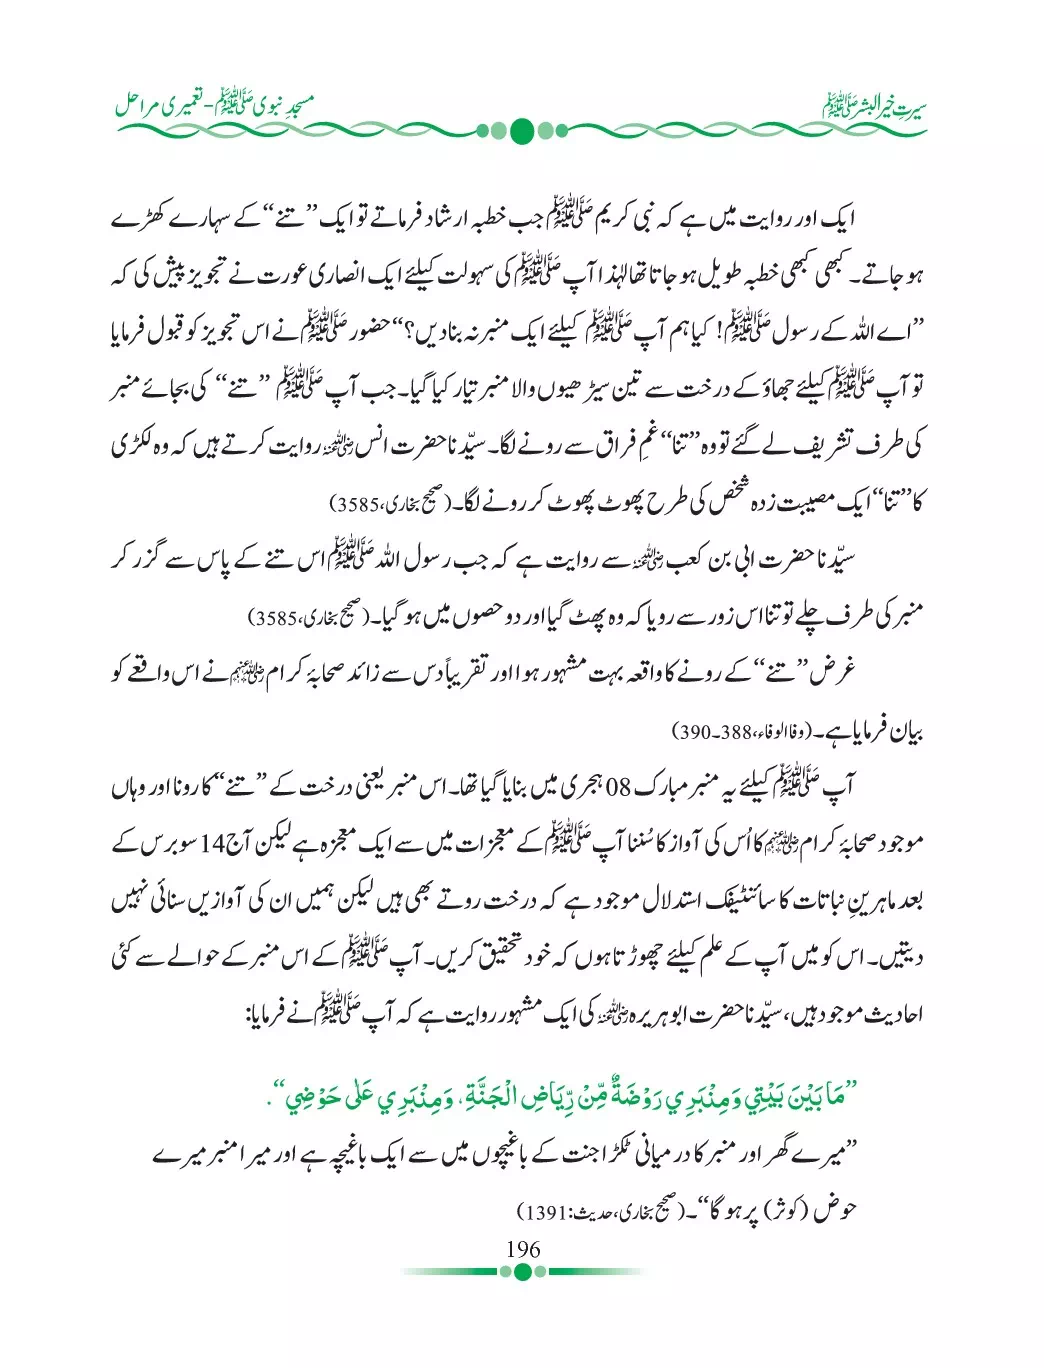 سیرتِ خیر البشر ﷺ
مسجدِ نبوی ﷺ - تعمیری مراحل
ایک اور روایت میں ہے کہ نبی کریم ﷺ جب خطبہ ارشاد فرماتے تو ایک ”تنے“ کے سہارے کھڑے
ہو جاتے۔ کبھی کبھی خطبہ طویل ہو جاتا تھا لہٰذا آپ ﷺ کی سہولت کیلئے ایک انصاری عورت نے تجویز پیش کی کہ
”اے اللہ کے رسول ﷺ! کیا ہم آپ ﷺ کیلئے ایک منبر نہ بنا دیں؟“ حضور ﷺ نے اس تجویز کو قبول فرمایا
تو آپ ﷺ کیلئے جھاؤ کے درخت سے تین سیڑھیوں والا منبر تیار کیا گیا۔ جب آپ ﷺ ”تنے“ کی بجائے منبر
کی طرف تشریف لے گئے تو وہ ”تنا“ غمِ فراق سے رونے لگا۔ سیّدنا حضرت انس رضی اللہ عنہ روایت کرتے ہیں کہ وہ لکڑی
کا ”تنا“ ایک مصیبت زدہ شخص کی طرح پھوٹ پھوٹ کر رونے لگا۔ (صحیح بخاری، 3585)
سیّدنا حضرت ابی بن کعب رضی اللہ عنہ سے روایت ہے کہ جب رسول اللہ ﷺ اس تنے کے پاس سے گزر کر
منبر کی طرف چلے تو تنا اس زور سے رویا کہ وہ پھٹ گیا اور دو حصوں میں ہو گیا۔ (صحیح بخاری، 3585)
غرض ”تنے“ کے رونے کا واقعہ بہت مشہور ہوا اور تقریباً دس سے زائد صحابۂ کرام رضی اللہ عنہم نے اس واقعے کو
بیان فرمایا ہے۔ (وفا الوفاء، 388۔390)
آپ ﷺ کیلئے یہ منبر مبارک 08 ہجری میں بنایا گیا تھا۔ اس منبر یعنی درخت کے ”تنے“ کا رونا اور وہاں
موجود صحابۂ کرام رضی اللہ عنہم کا اُس کی آواز کا سُننا آپ ﷺ کے معجزات میں سے ایک معجزہ ہے لیکن آج 14 سو برس کے
بعد ماہرینِ نباتات کا سائنٹیفک استدلال موجود ہے کہ درخت روتے بھی ہیں لیکن ہمیں ان کی آوازیں سنائی نہیں
دیتیں۔ اس کو میں آپ کے علم کیلئے چھوڑتا ہوں کہ خود تحقیق کریں۔ آپ ﷺ کے اس منبر کے حوالے سے کئی
احادیث موجود ہیں، سیّدنا حضرت ابو ہریرہ رضی اللہ عنہ کی ایک مشہور روایت ہے کہ آپ ﷺ نے فرمایا:
”مَا بَيْنَ بَيْتِي وَمِنْبَرِي رَوْضَةٌ مِّنْ رِّيَاضِ الْجَنَّةِ، وَمِنْبَرِي عَلٰى حَوْضِي“.
”میرے گھر اور منبر کا درمیانی ٹکڑا جنت کے باغیچوں میں سے ایک باغیچہ ہے اور میرا منبر میرے
حوض (کوثر) پر ہو گا“۔ (صحیح بخاری، حدیث: 1391)
196